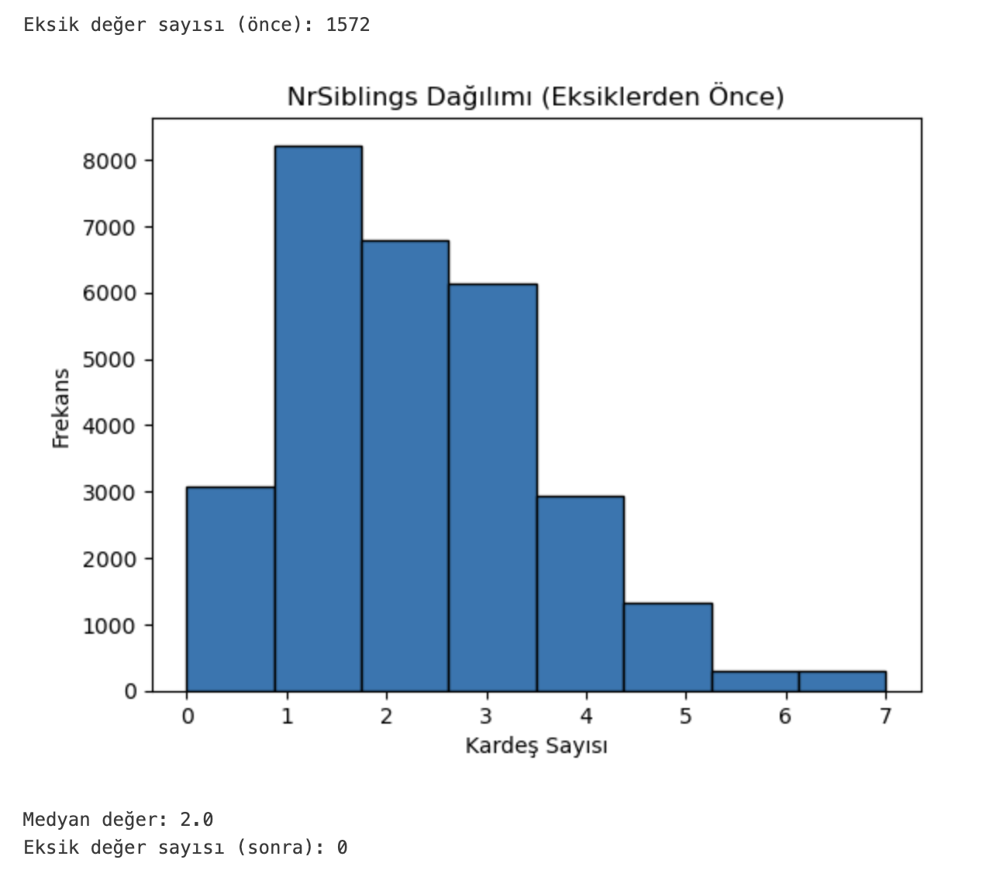 Eksik değer sayısı (önce): 1572
NrSiblings Dağılımı (Eksiklerden Önce)
8000
7000
6000
5000
4000
3000
2000
1000
0
Frekans
0 1 2 3 4 5 6 7
Kardeş Sayısı
Medyan değer: 2.0
Eksik değer sayısı (sonra): 0